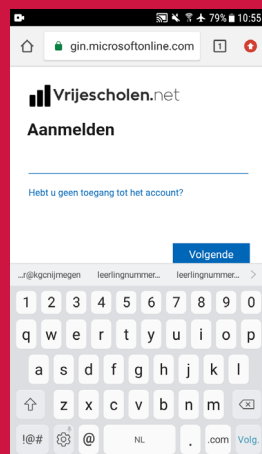 79% 10:55
gin.microsoftonline.com 1
Vrijescholen.net
Aanmelden
Hebt u geen toegang tot het account?
Volgende
...r@kgcnijmegen leerlingnummer... leerlingnummer...
1 2 3 4 5 6 7 8 9 0
q w e r t y u i o p
a s d f g h j k l
z x c v b n m
!@# @ NL . .com Volg.